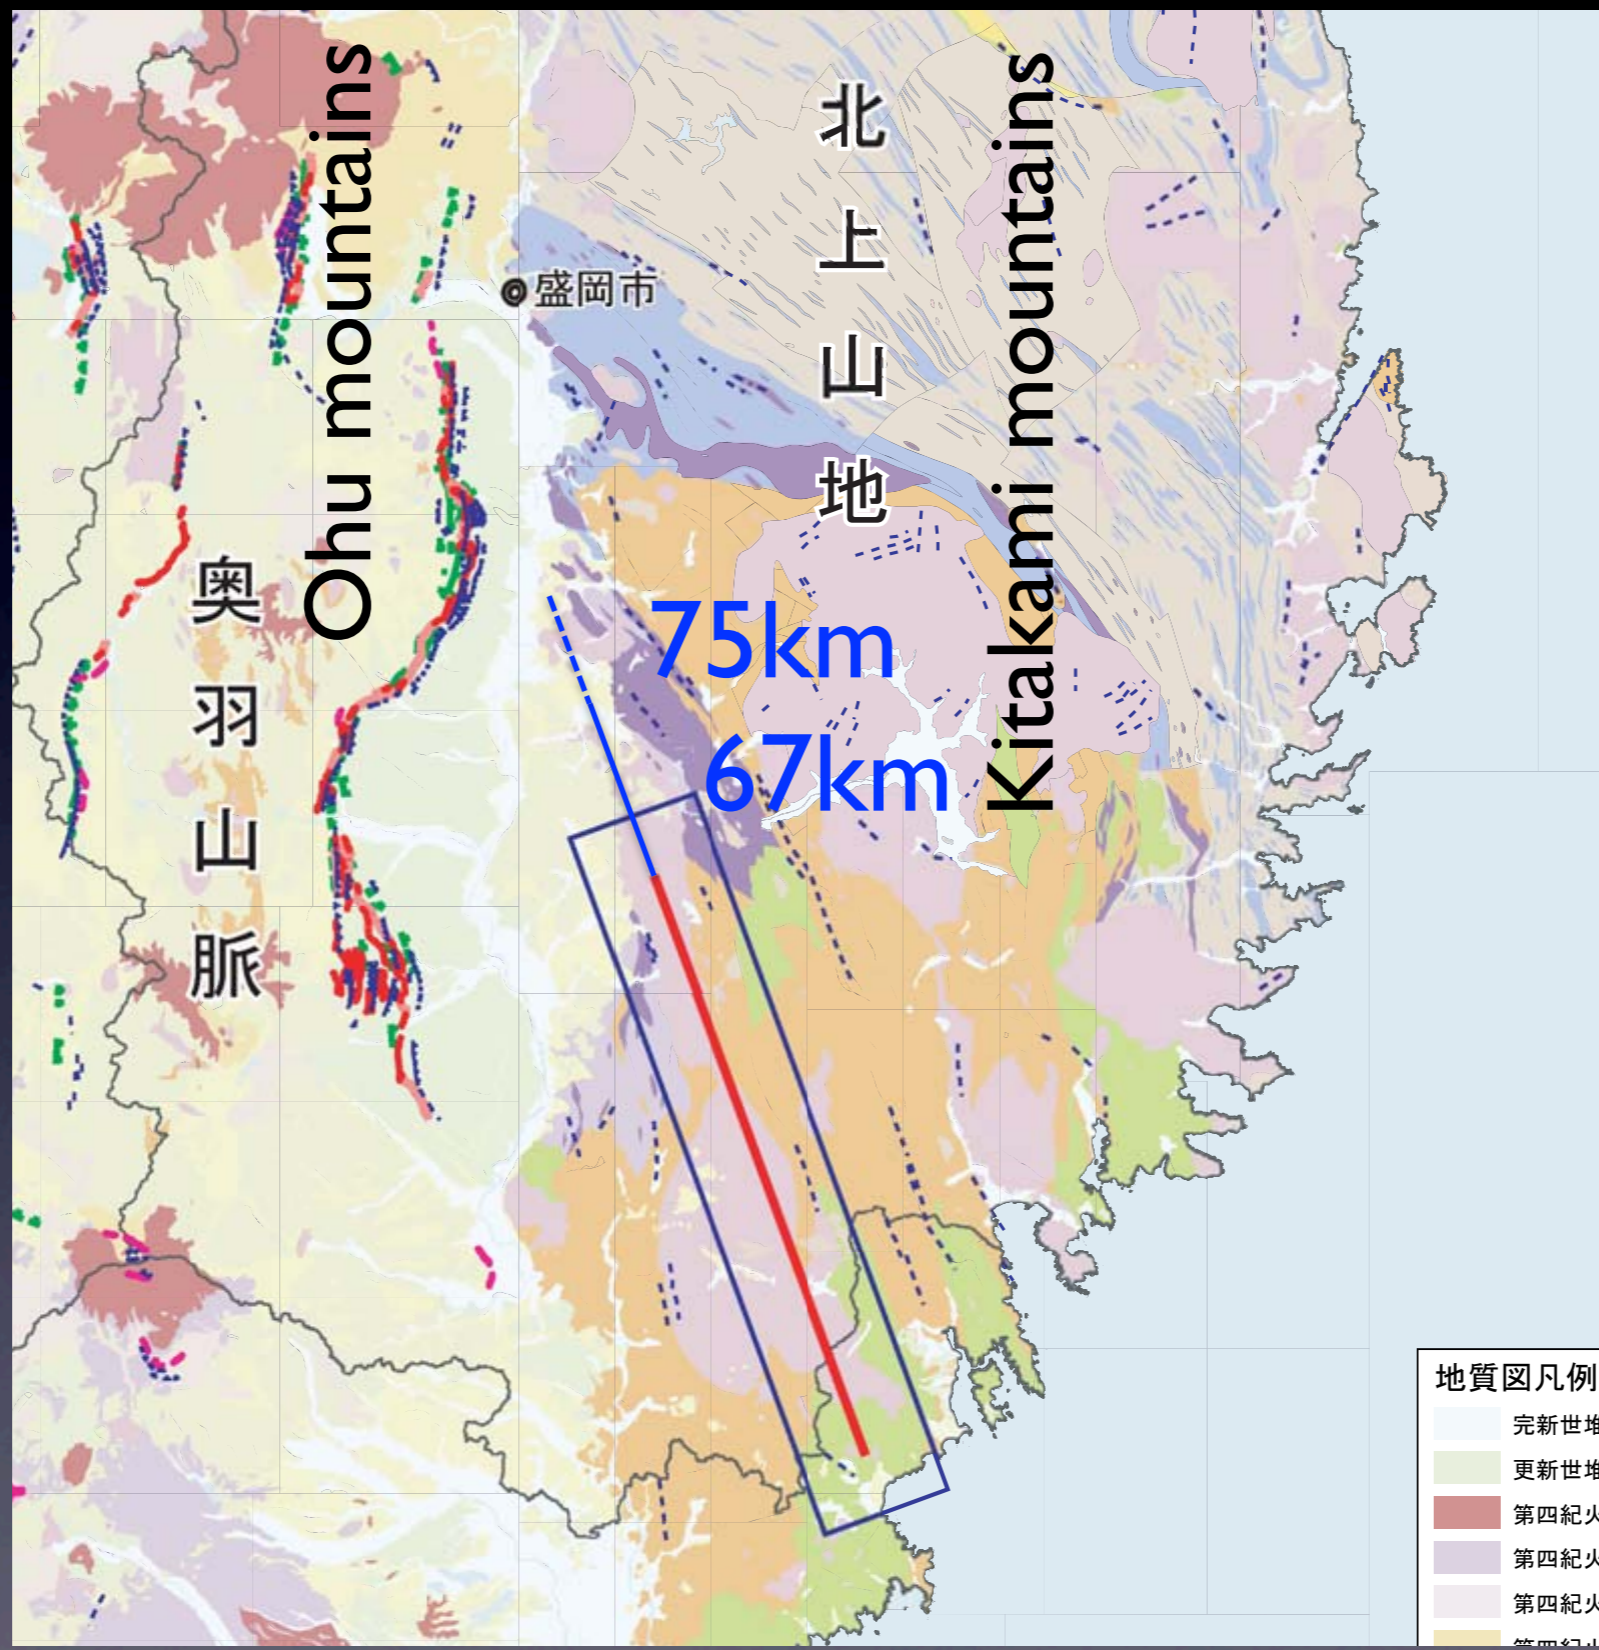 Ohu mountains
奥羽山脈
北上山地
Kitakami mountains
盛岡市
75km
67km
地質図凡例
完新世堆
更新世堆
第四紀火
第四紀火
第四紀火